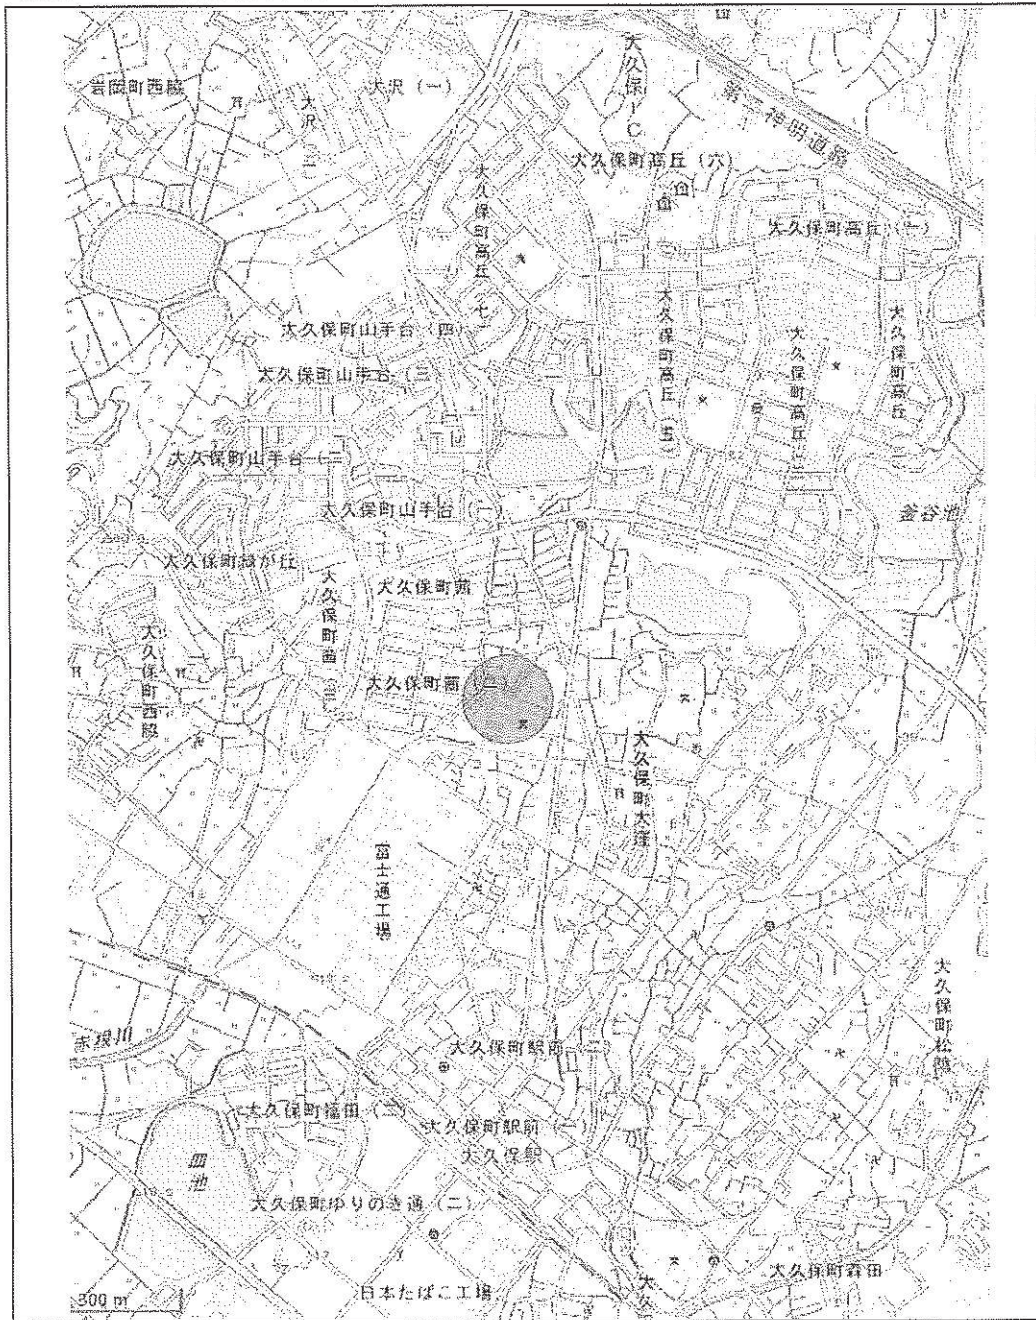 大久保IC
第二神明道路
岩岡町西脇
大沢（二）
大沢（一）
大久保町高丘（六）
大久保町高丘（七）
大久保町高丘（一）
大久保町山手台（四）
大久保町高丘（五）
大久保町高丘（三）
大久保町高丘（二）
大久保町山手台（三）
大久保町山手台（二）
大久保町山手台（一）
釜谷池
大久保町緑が丘
大久保町茜（一）
大久保町茜（三）
大久保町西脇
大久保町茜（二）
大久保町大窪
富士通工場
大久保町松陰
赤根川
大久保町駅前（二）
大久保町福田（二）
大久保町駅前（一）
大久保駅
皿池
大久保町ゆりのき通（二）
大久保町森田
大久
日本たばこ工場
300 m